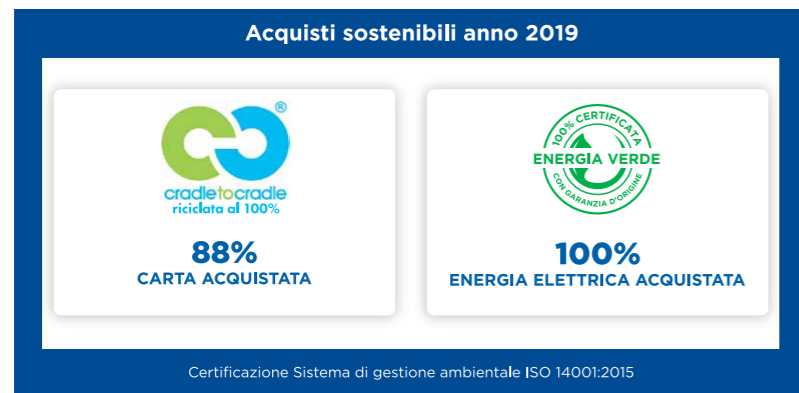 Acquisti sostenibili anno 2019
®
cradletocradle
riciclata al 100%
88%
CARTA ACQUISTATA
100% CERTIFICATA
ENERGIA VERDE
CON GARANZIA D'ORIGINE
100%
ENERGIA ELETTRICA ACQUISTATA
Certificazione Sistema di gestione ambientale ISO 14001:2015